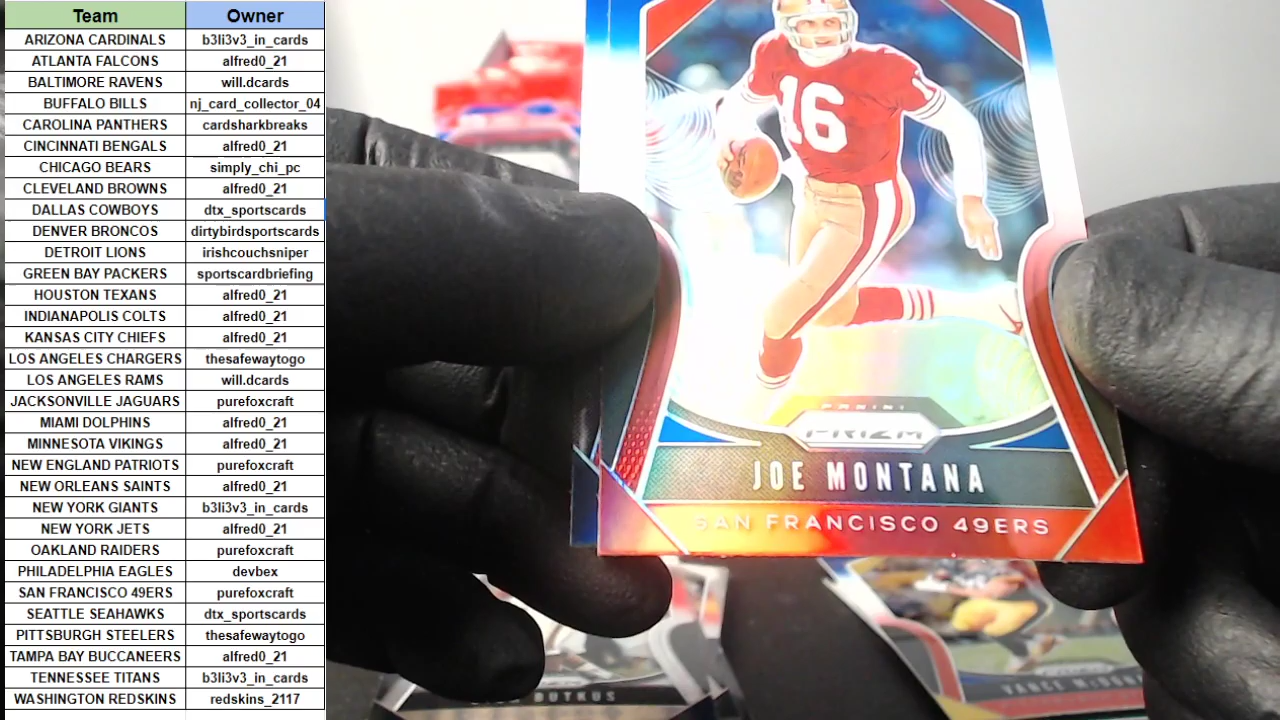 Team Owner
ARIZONA CARDINALS b3li3v3_in_cards
ATLANTA FALCONS alfred0_21
BALTIMORE RAVENS will.dcards
BUFFALO BILLS nj_card_collector_04
CAROLINA PANTHERS cardsharkbreaks
CINCINNATI BENGALS alfred0_21
CHICAGO BEARS simply_chi_pc
CLEVELAND BROWNS alfred0_21
DALLAS COWBOYS dtx_sportscards
DENVER BRONCOS dirtybirdsportscards
DETROIT LIONS irishcouchsniper
GREEN BAY PACKERS sportscardbriefing
HOUSTON TEXANS alfred0_21
INDIANAPOLIS COLTS alfred0_21
KANSAS CITY CHIEFS alfred0_21
LOS ANGELES CHARGERS thesafewaytogo
LOS ANGELES RAMS will.dcards
JACKSONVILLE JAGUARS purefoxcraft
MIAMI DOLPHINS alfred0_21
MINNESOTA VIKINGS alfred0_21
NEW ENGLAND PATRIOTS purefoxcraft
NEW ORLEANS SAINTS alfred0_21
NEW YORK GIANTS b3li3v3_in_cards
NEW YORK JETS alfred0_21
OAKLAND RAIDERS purefoxcraft
PHILADELPHIA EAGLES devbex
SAN FRANCISCO 49ERS purefoxcraft
SEATTLE SEAHAWKS dtx_sportscards
PITTSBURGH STEELERS thesafewaytogo
TAMPA BAY BUCCANEERS alfred0_21
TENNESSEE TITANS b3li3v3_in_cards
WASHINGTON REDSKINS redskins_2117
16
16
PANINI
PRIZM
JOE MONTANA
SAN FRANCISCO 49ERS
BUTKUS
VANCE